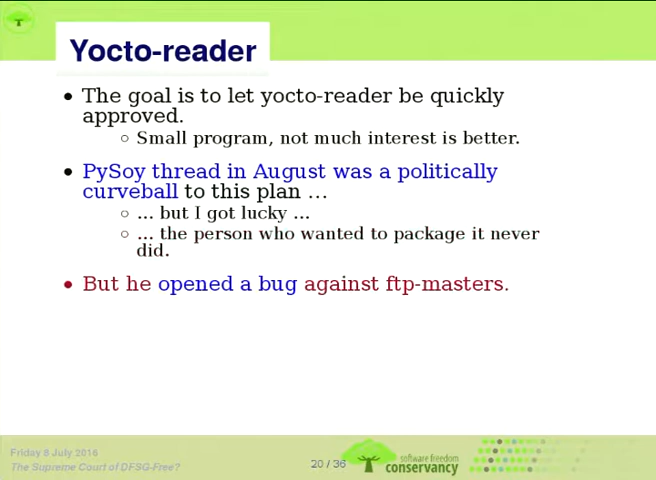 Yocto-reader
• The goal is to let yocto-reader be quickly
approved.
○ Small program, not much interest is better.
• PySoy thread in August was a politically
curveball to this plan …
○ … but I got lucky …
○ … the person who wanted to package it never
did.
• But he opened a bug against ftp-masters.
Friday 8 July 2016
The Supreme Court of DFSG-Free?
20 / 36
software freedom
conservancy